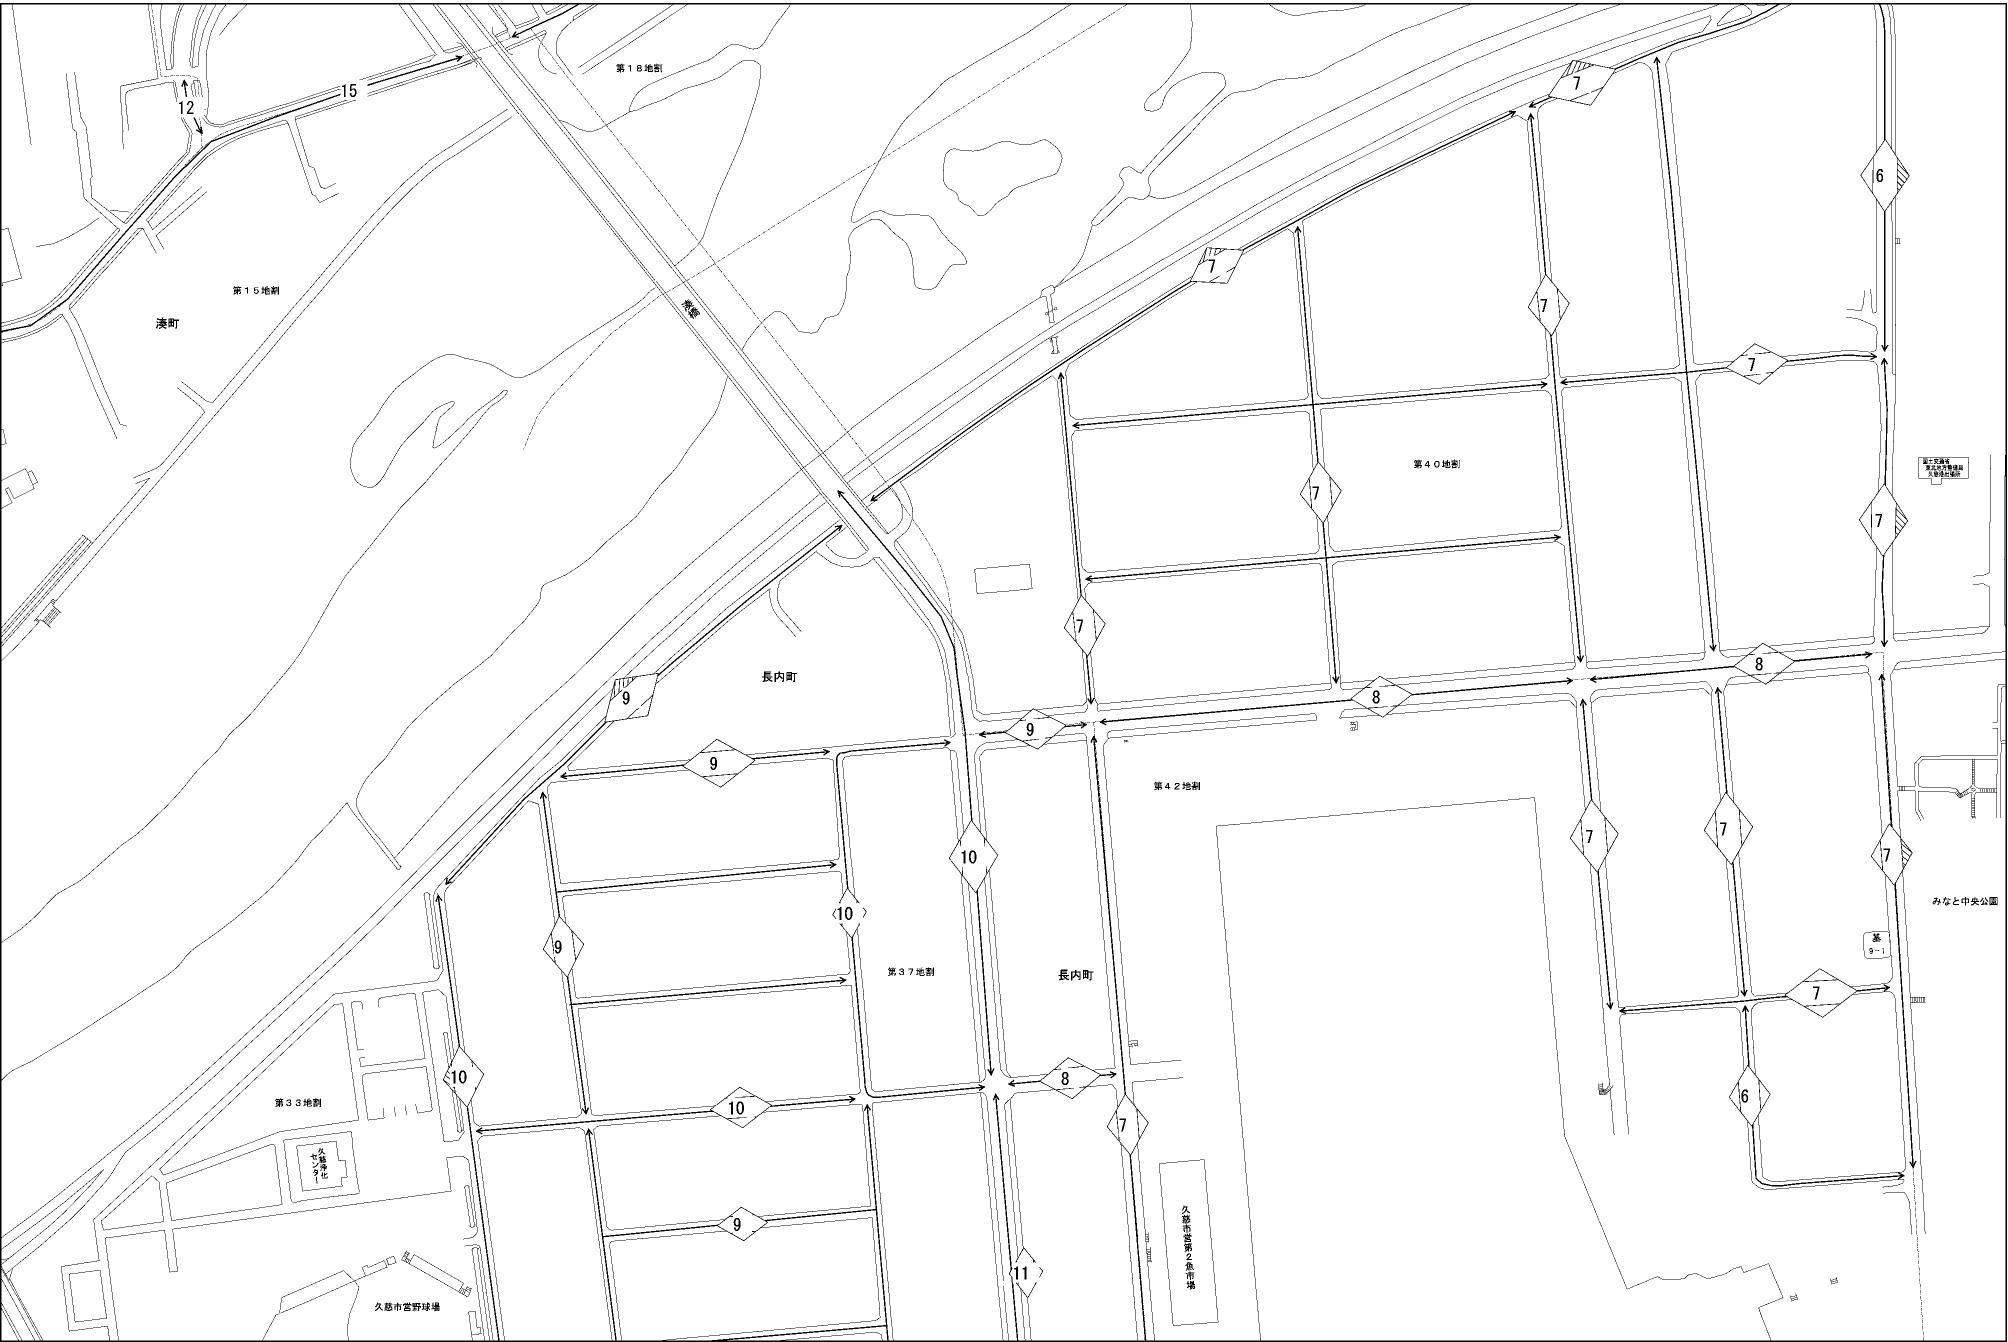 第18地割
15
12
7
6
第15地割
湊町
湊橋
7
7
7
第40地割
7
国土交通省
東北地方整備局
久慈港出張所
7
7
8
長内町
9
8
9
9
第42地割
7
7
10
7
みなと中央公園
10
墓
9-1
9
第37地割
長内町
7
10
8
6
第33地割
10
7
久慈浄化
センター
9
久慈市営第2魚市場
11
久慈市営野球場